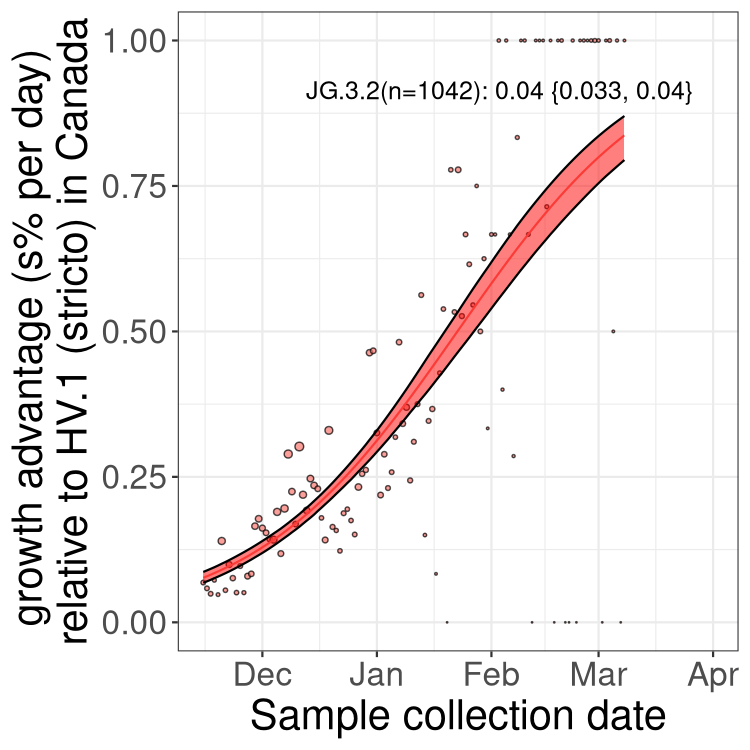 growth advantage (s% per day)
relative to HV.1 (stricto) in Canada
1.00
0.75
0.50
0.25
0.00
JG.3.2(n=1042): 0.04 {0.033, 0.04}
Dec Jan Feb Mar Apr
Sample collection date